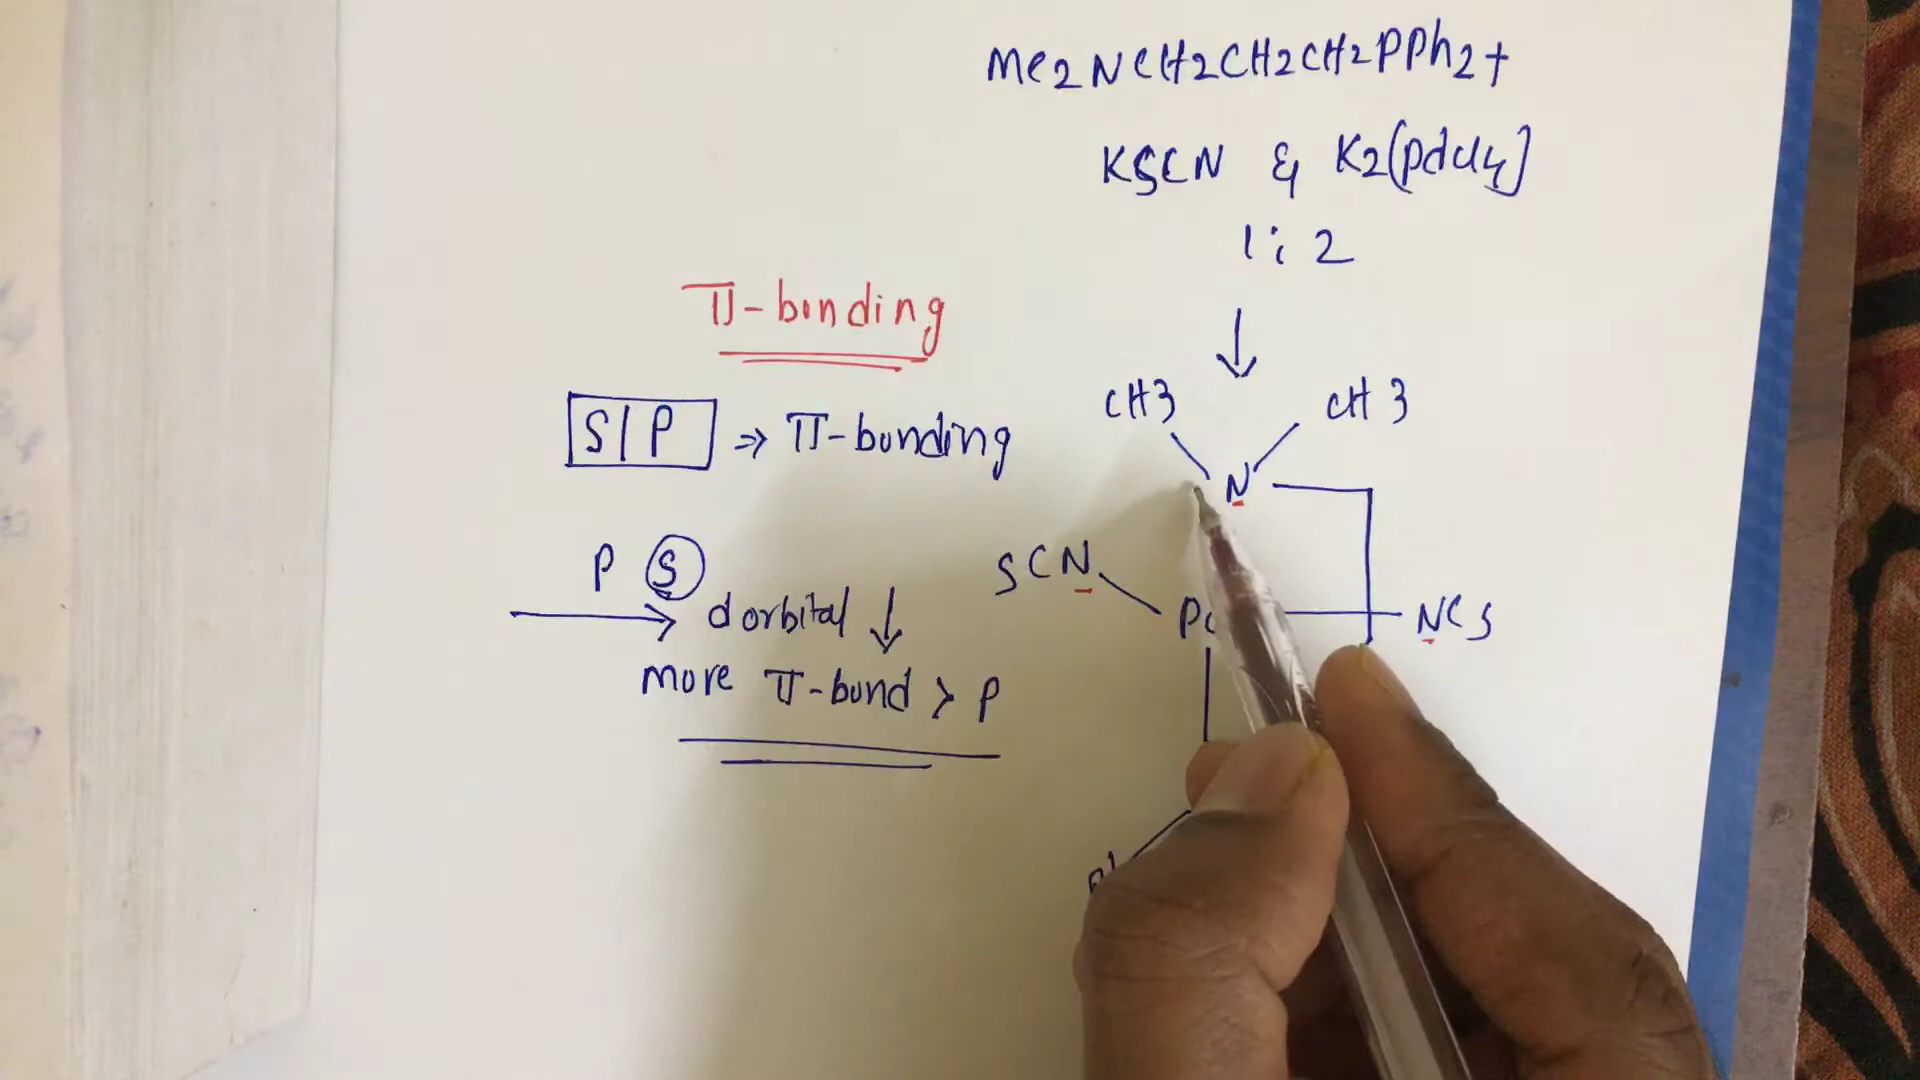 Me2NCH2CH2CH2PPh2+
KSCN & K2[PdCl4]
1:2
π-bonding
S|P ⇒ π-bonding
CH3 CH3
N
P S
SCN
d orbital ↓
NCS
more π-bond > P